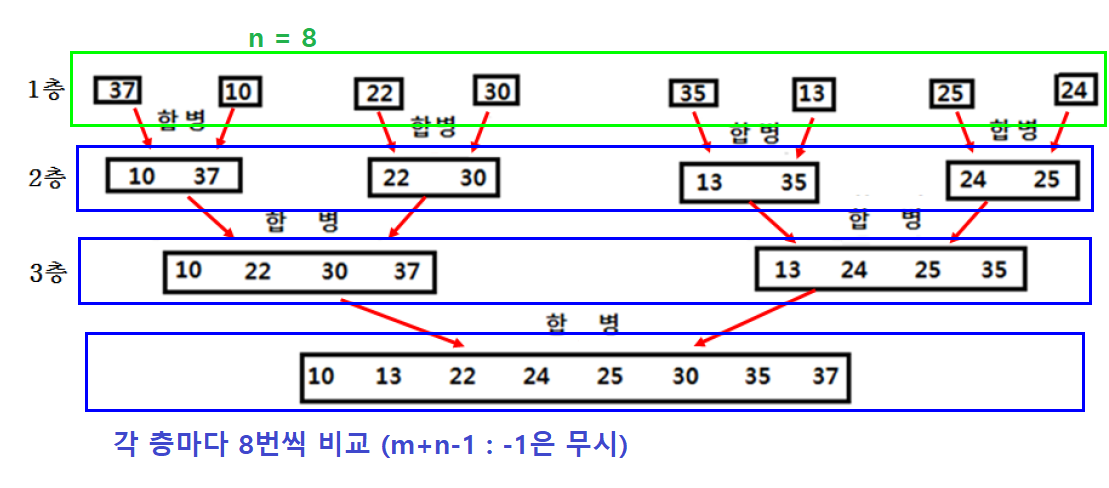 n = 8
1층 37 10 22 30 35 13 25 24
합 병 합 병 합 병 합 병
2층 10 37 22 30 13 35 24 25
합 병 합 병
3층 10 22 30 37 13 24 25 35
합 병
10 13 22 24 25 30 35 37
각 층마다 8번씩 비교 (m+n-1 : -1은 무시)